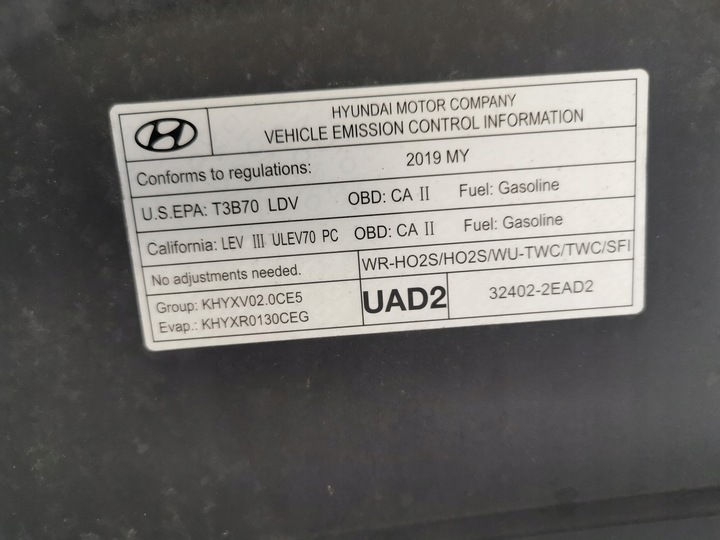 HYUNDAI MOTOR COMPANY
VEHICLE EMISSION CONTROL INFORMATION
Conforms to regulations: 2019 MY
U.S.EPA: T3B70 LDV OBD: CA II Fuel: Gasoline
California: LEV III ULEV70 PC OBD: CA II Fuel: Gasoline
No adjustments needed. WR-HO2S/HO2S/WU-TWC/TWC/SFI
Group: KHYXV02.0CE5
Evap.: KHYXR0130CEG
UAD2
32402-2EAD2